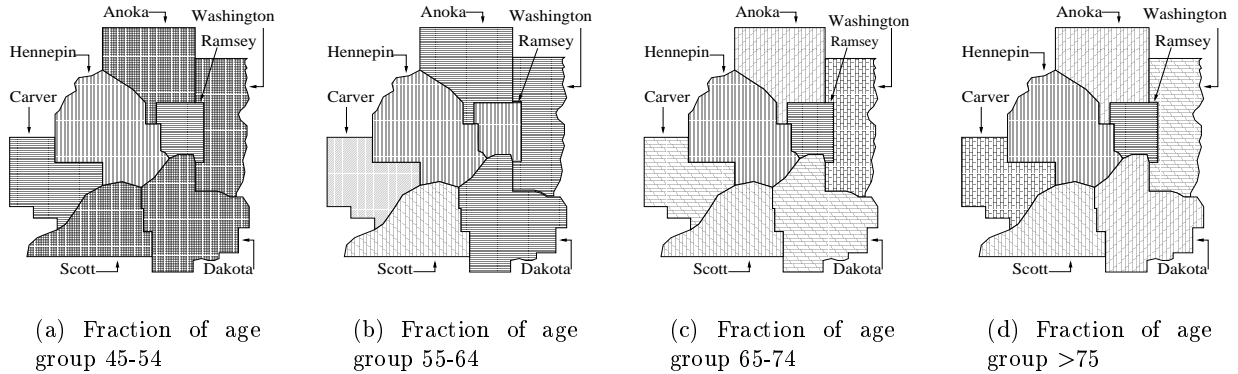 Anoka
Washington
Ramsey
Hennepin
Carver
Scott
Dakota
(a) Fraction of age
group 45-54
Anoka
Washington
Ramsey
Hennepin
Carver
Scott
Dakota
(b) Fraction of age
group 55-64
Anoka
Washington
Ramsey
Hennepin
Carver
Scott
Dakota
(c) Fraction of age
group 65-74
Anoka
Washington
Ramsey
Hennepin
Carver
Scott
Dakota
(d) Fraction of age
group >75